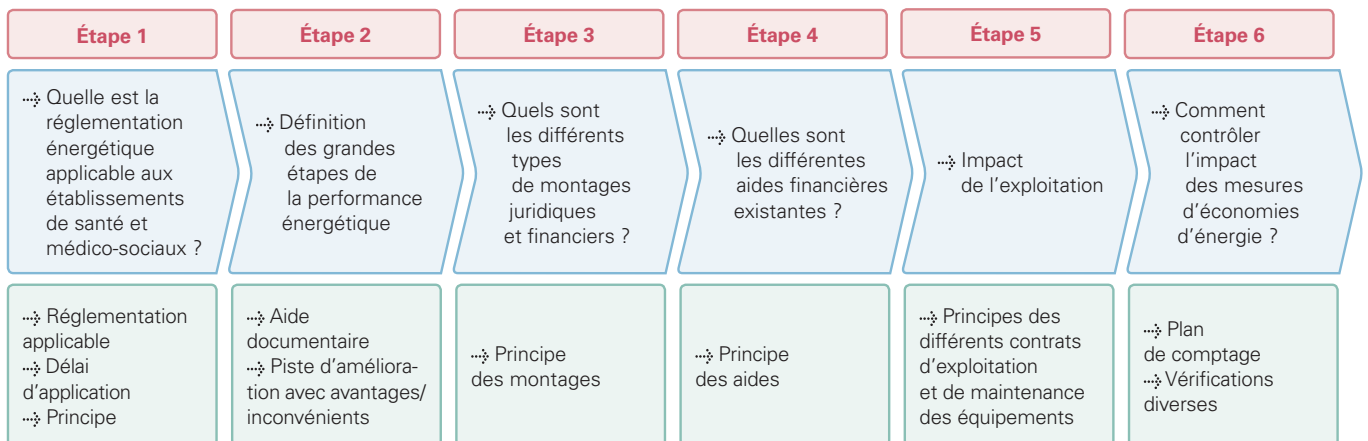 Étape 1
Étape 2
Étape 3
Étape 4
Étape 5
Étape 6
Quelle est la
réglementation
énergétique
applicable aux
établissements
de santé et
médico-sociaux ?
Définition
des grandes
étapes de
la performance
énergétique
Quels sont
les différents
types
de montages
juridiques
et financiers ?
Quelles sont
les différentes
aides financières
existantes ?
Impact
de l'exploitation
Comment
contrôler
l'impact
des mesures
d'économies
d'énergie ?
Réglementation
applicable
Délai
d'application
Principe
Aide
documentaire
Piste d'améliora-
tion avec avantages/
inconvénients
Principe
des montages
Principe
des aides
Principes des
différents contrats
d'exploitation
et de maintenance
des équipements
Plan
de comptage
Vérifications
diverses